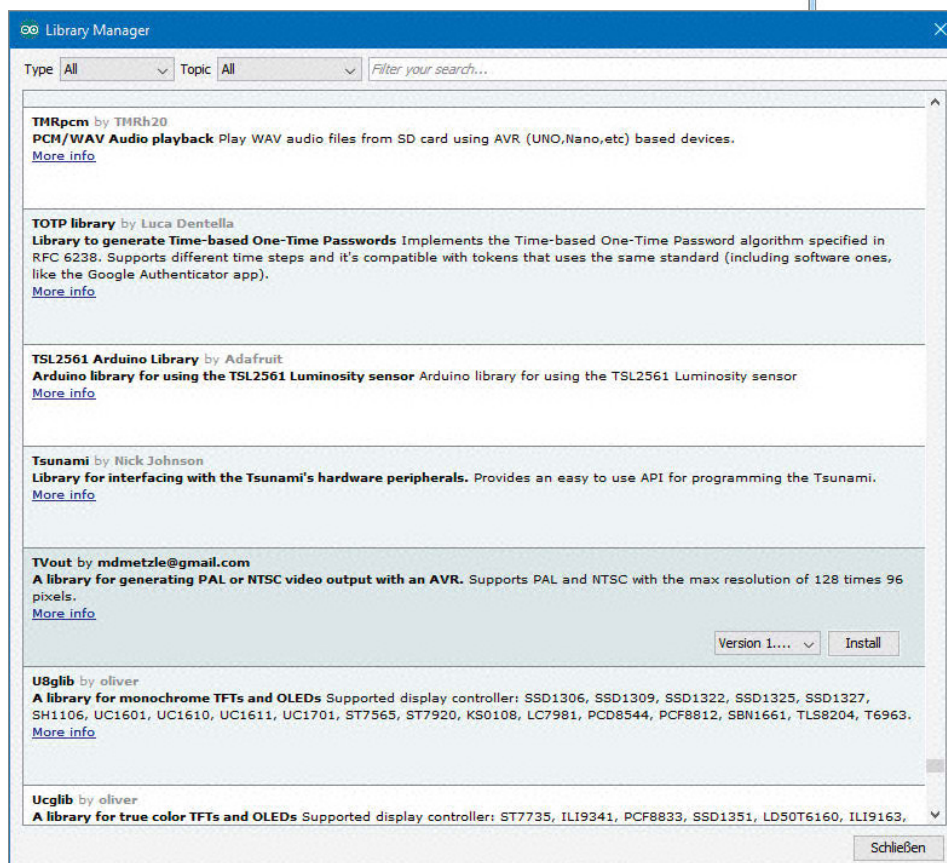 Library Manager
Type All Topic All Filter your search...
TMRpcm by TMRh20
PCM/WAV Audio playback Play WAV audio files from SD card using AVR (UNO,Nano,etc) based devices.
More info
TOTP library by Luca Dentella
Library to generate Time-based One-Time Passwords Implements the Time-based One-Time Password algorithm specified in
RFC 6238. Supports different time steps and it's compatible with tokens that uses the same standard (including software ones,
like the Google Authenticator app).
More info
TSL2561 Arduino Library by Adafruit
Arduino library for using the TSL2561 Luminosity sensor Arduino library for using the TSL2561 Luminosity sensor
More info
Tsunami by Nick Johnson
Library for interfacing with the Tsunami's hardware peripherals. Provides an easy to use API for programming the Tsunami.
More info
TVout by mdmetzle@gmail.com
A library for generating PAL or NTSC video output with an AVR. Supports PAL and NTSC with the max resolution of 128 times 96
pixels.
More info
Version 1.... Install
U8glib by oliver
A library for monochrome TFTs and OLEDs Supported display controller: SSD1306, SSD1309, SSD1322, SSD1325, SSD1327,
SH1106, UC1601, UC1610, UC1611, UC1701, ST7565, ST7920, KS0108, LC7981, PCD8544, PCF8812, SBN1661, TLS8204, T6963.
More info
Ucglib by oliver
A library for true color TFTs and OLEDs Supported display controller: ST7735, ILI9341, PCF8833, SSD1351, LD50T6160, ILI9163,
Schließen